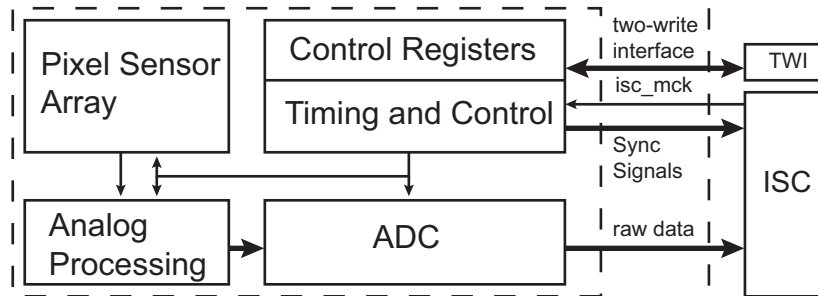 Pixel Sensor
Array
Control Registers
Timing and Control
two-write
interface
TWI
isc_mck
Sync
Signals
ISC
Analog
Processing
ADC
raw data